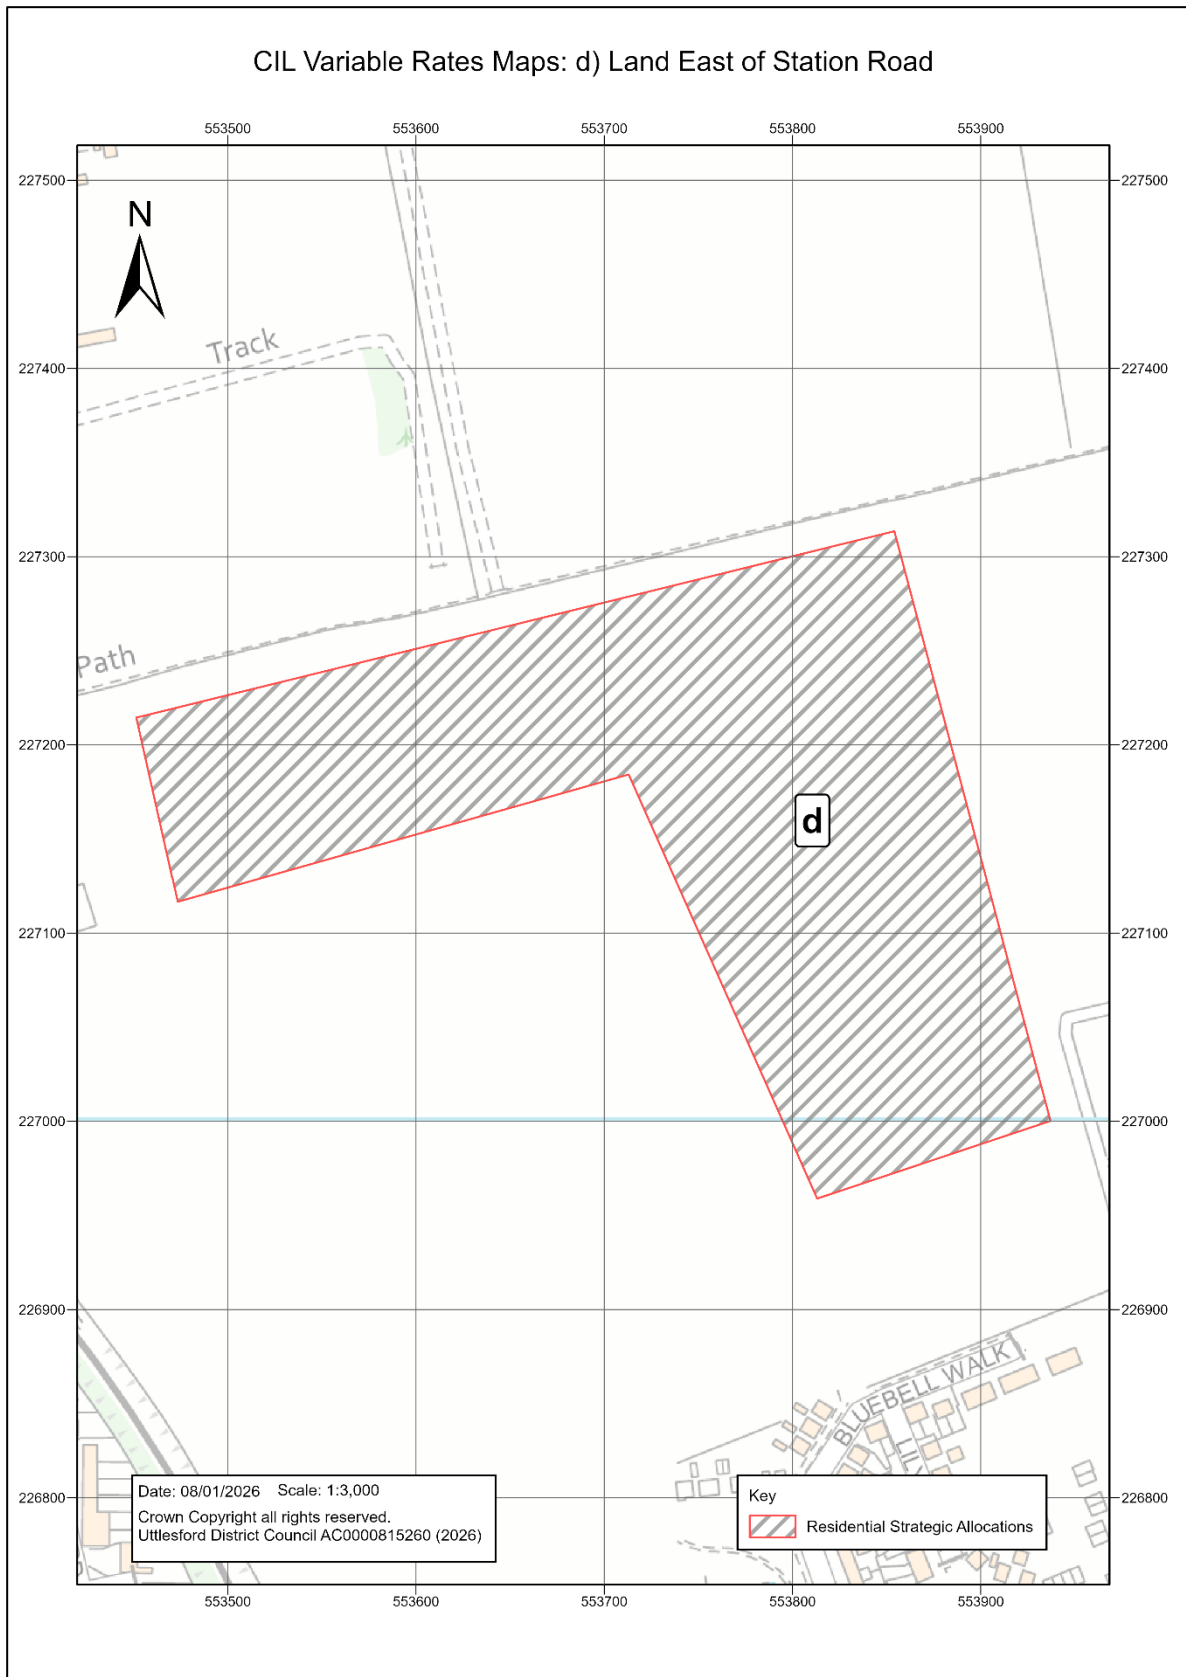 CIL Variable Rates Maps: d) Land East of Station Road
553500 553600 553700 553800 553900
227500 227500
N
Track
227400 227400
227300 227300
Path
227200 227200
d
227100 227100
227000 227000
226900 226900
BLUEBELL WALK
226800 226800
Date: 08/01/2026 Scale: 1:3,000
Crown Copyright all rights reserved.
Uttlesford District Council AC0000815260 (2026)
Key
Residential Strategic Allocations
553500 553600 553700 553800 553900